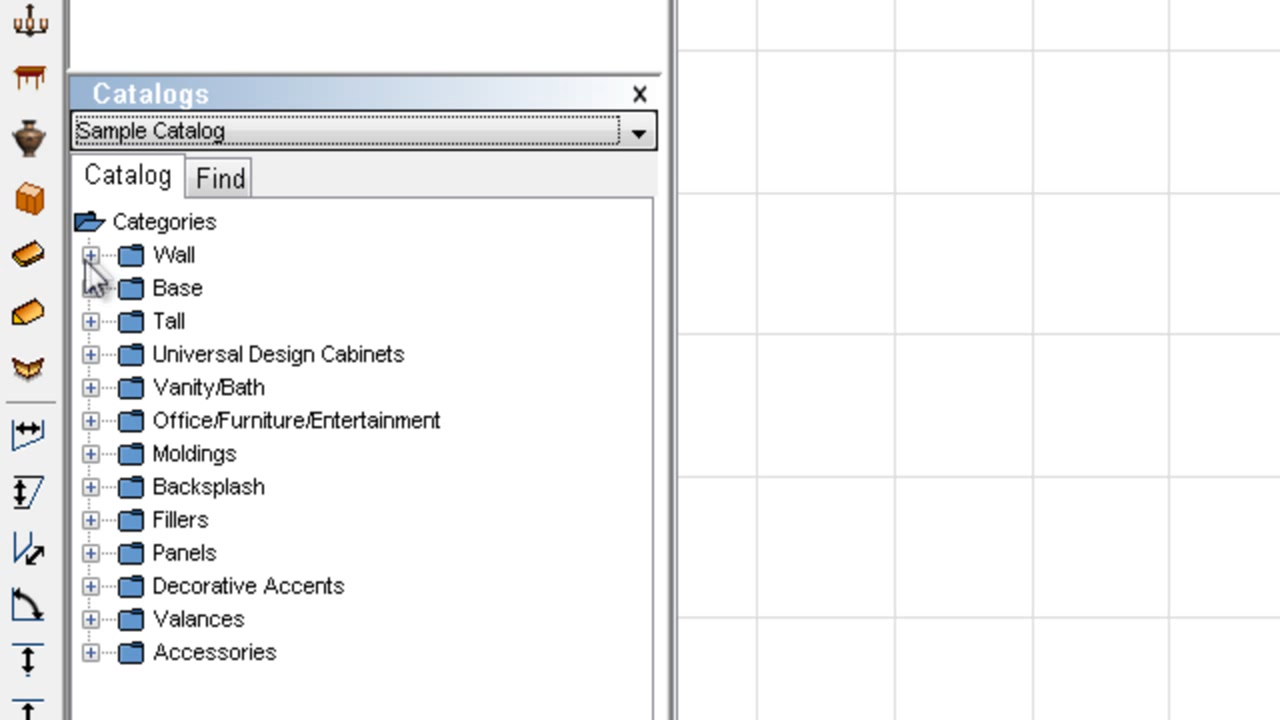 Catalogs
Sample Catalog
Catalog
Find
Categories
Wall
Base
Tall
Universal Design Cabinets
Vanity/Bath
Office/Furniture/Entertainment
Moldings
Backsplash
Fillers
Panels
Decorative Accents
Valances
Accessories